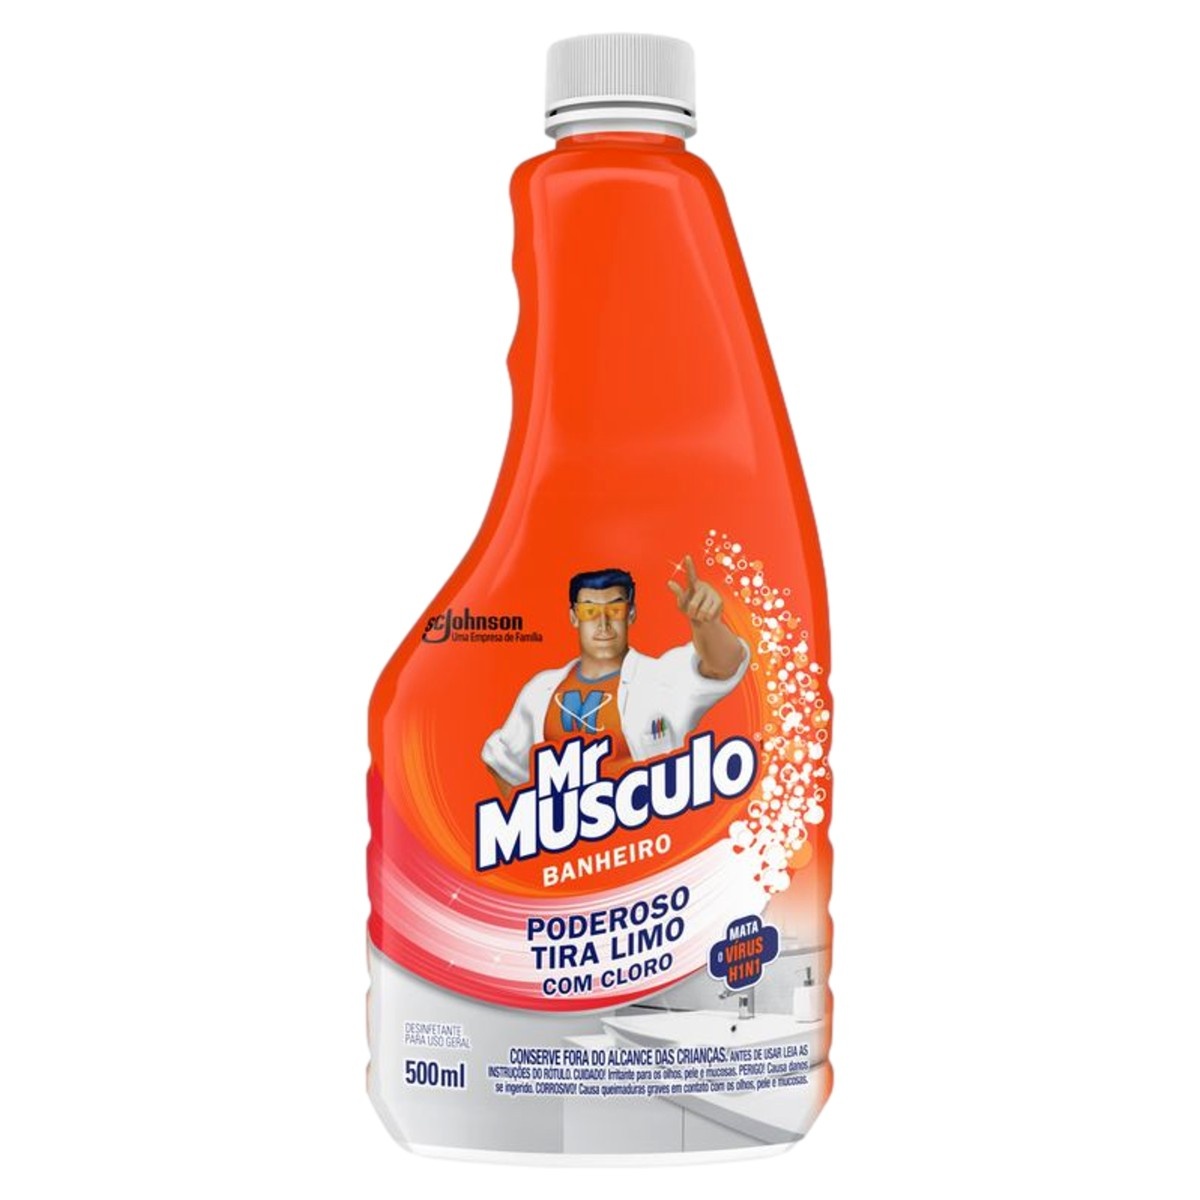 SC Johnson
Uma Empresa de Família
M
Mr
MUSCULO®
BANHEIRO
PODEROSO
TIRA LIMO
COM CLORO
MATA
O VÍRUS
H1N1
DESINFETANTE
PARA USO GERAL
500ml
CONSERVE FORA DO ALCANCE DAS CRIANÇAS. ANTES DE USAR LEIA AS
INSTRUÇÕES DO RÓTULO. CUIDADO! Irritante para os olhos, pele e mucosas. PERIGO! Causa danos
se ingerido. CORROSIVO! Causa queimaduras graves em contato com os olhos, pele e mucosas.